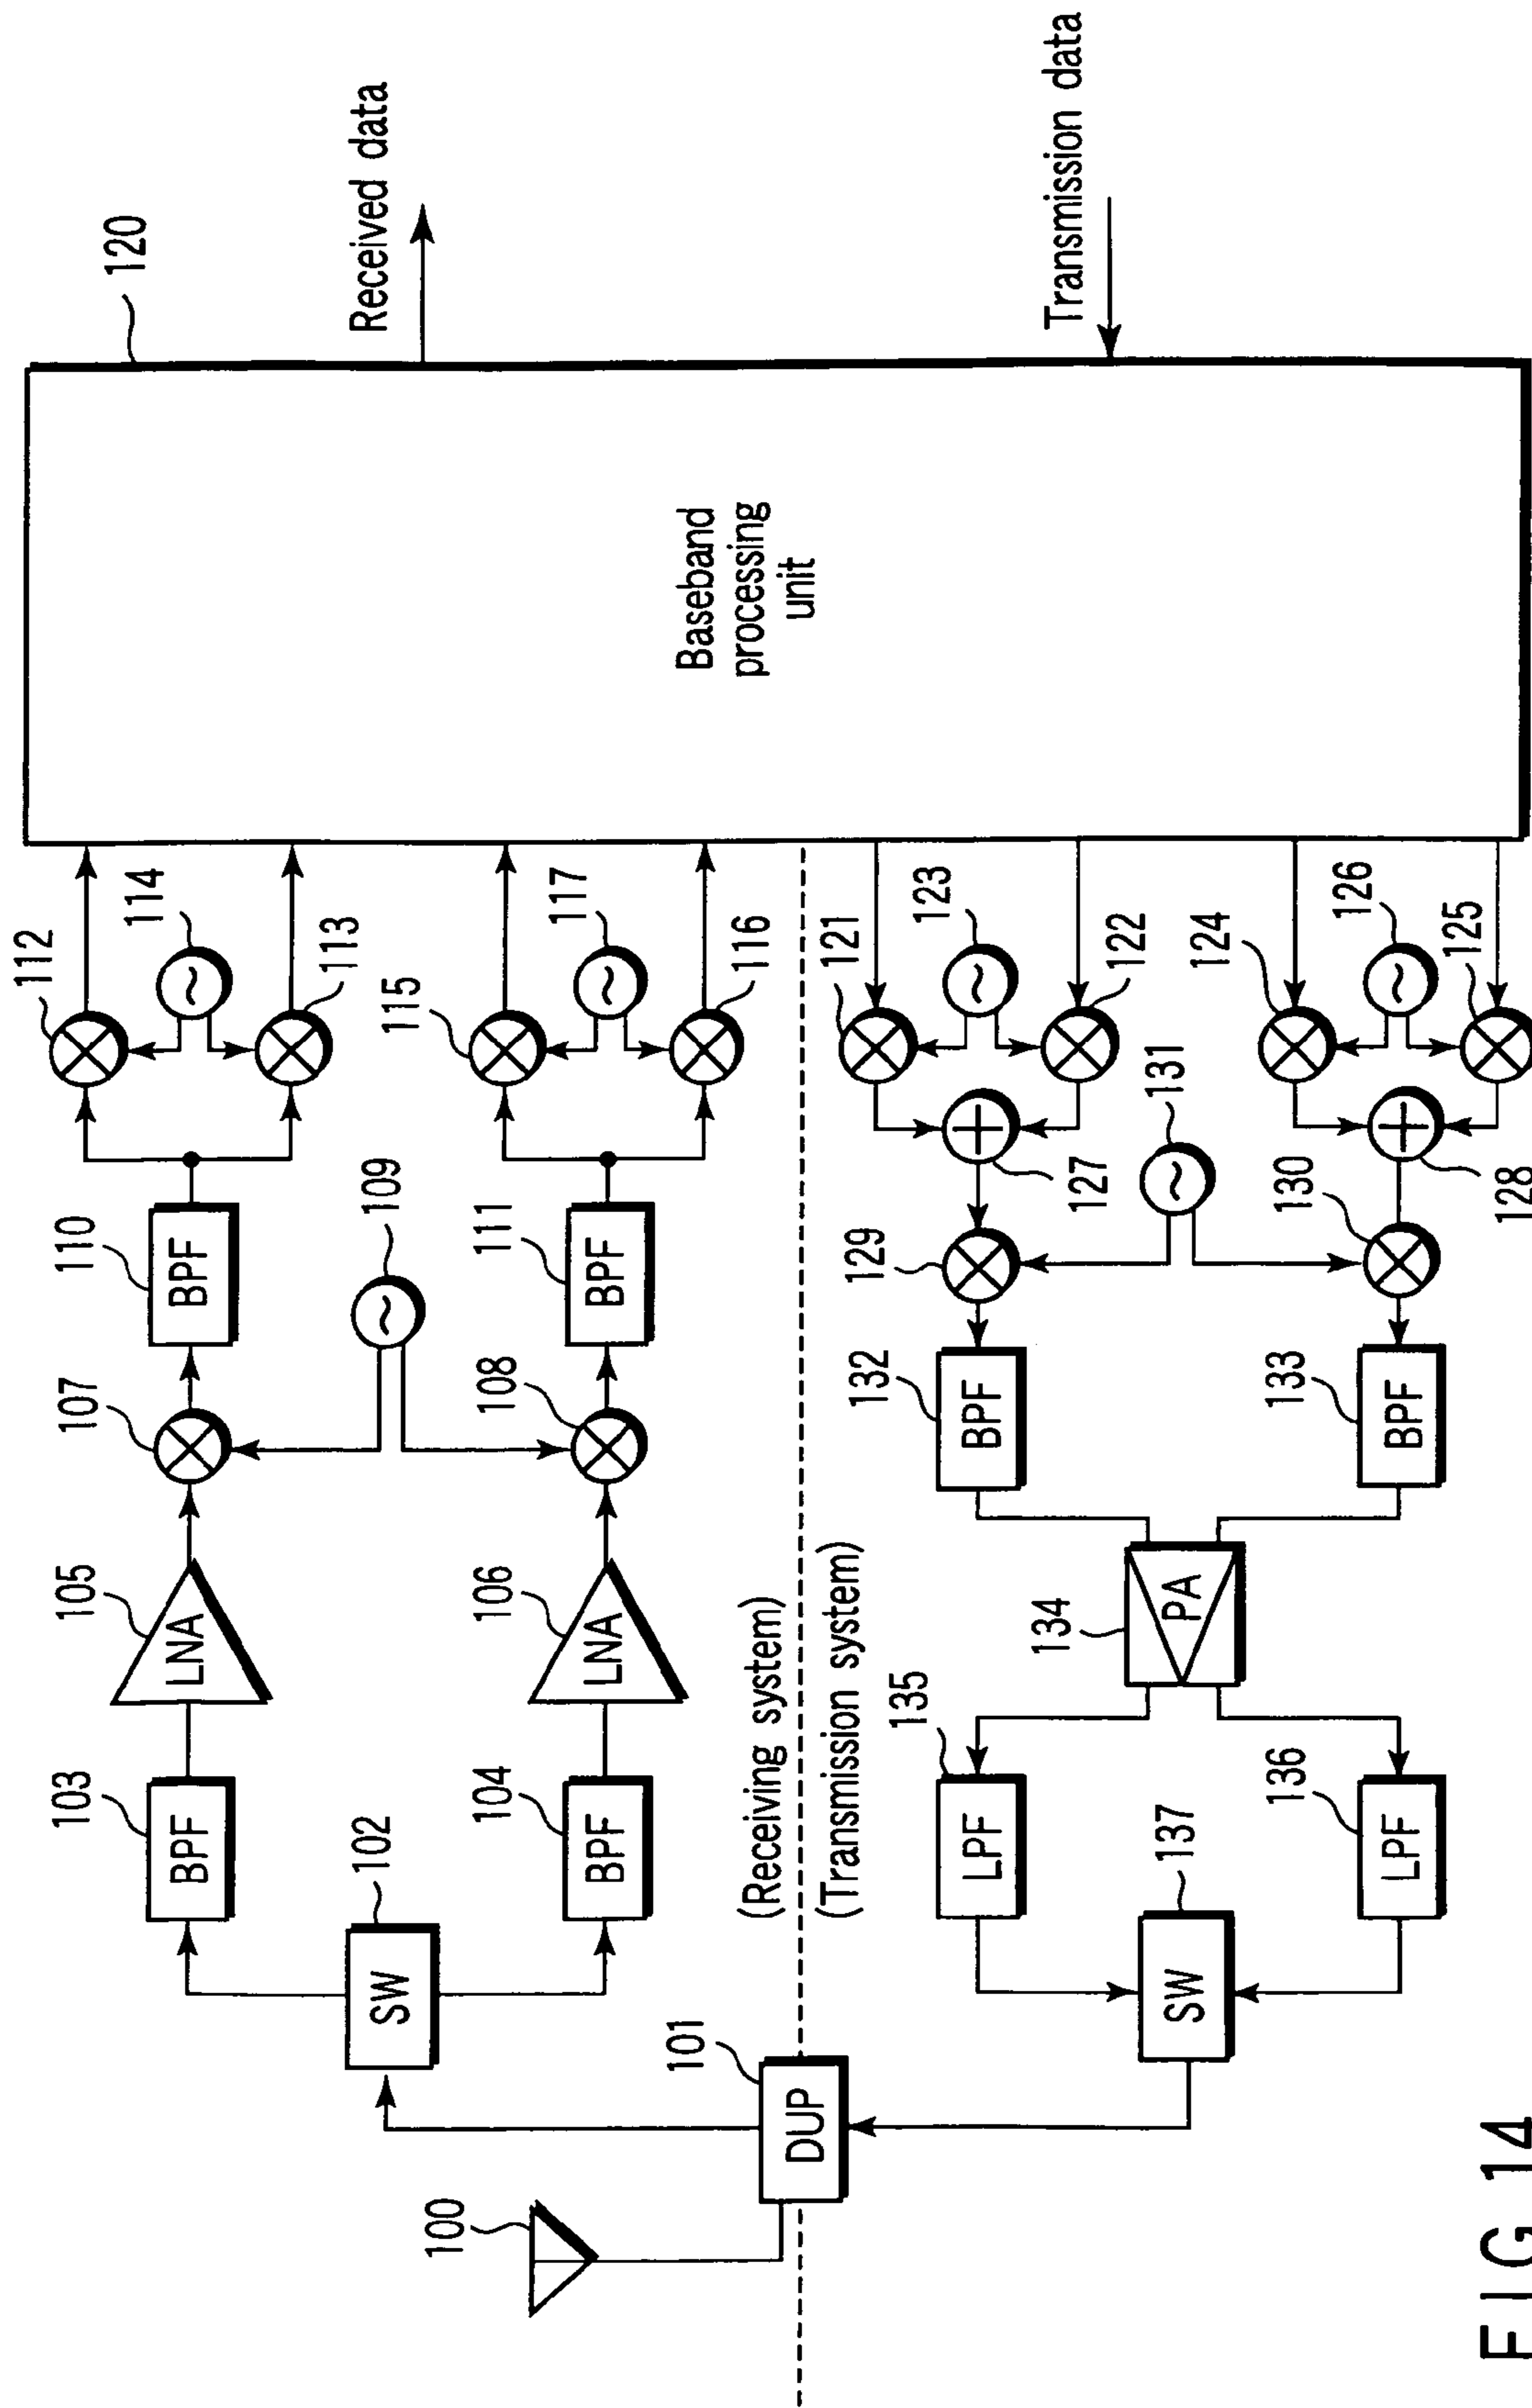 100
DUP
101
SW
102
BPF
103
BPF
104
LNA
105
LNA
106
107
108
109
BPF
110
BPF
111
112
113
114
115
116
117
(Receiving system)
(Transmission system)
Baseband
processing
unit
120
Received data
Transmission data
121
122
123
124
125
126
127
128
129
130
131
BPF
132
BPF
133
PA
134
LPF
135
LPF
136
SW
137
FIG. 14